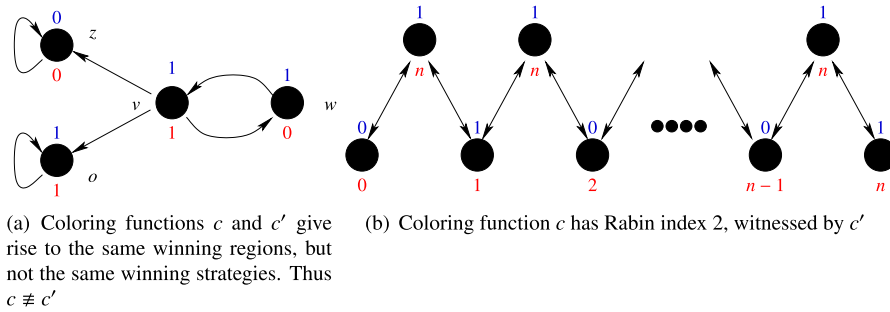 0 z
0
1
v
1
1
w
0
1
o
1
1 1 1
n n n
0 1 0 0 1
0 1 2 n − 1 n
(a) Coloring functions c and c′ give
rise to the same winning regions, but
not the same winning strategies. Thus
c ≢ c′
(b) Coloring function c has Rabin index 2, witnessed by c′